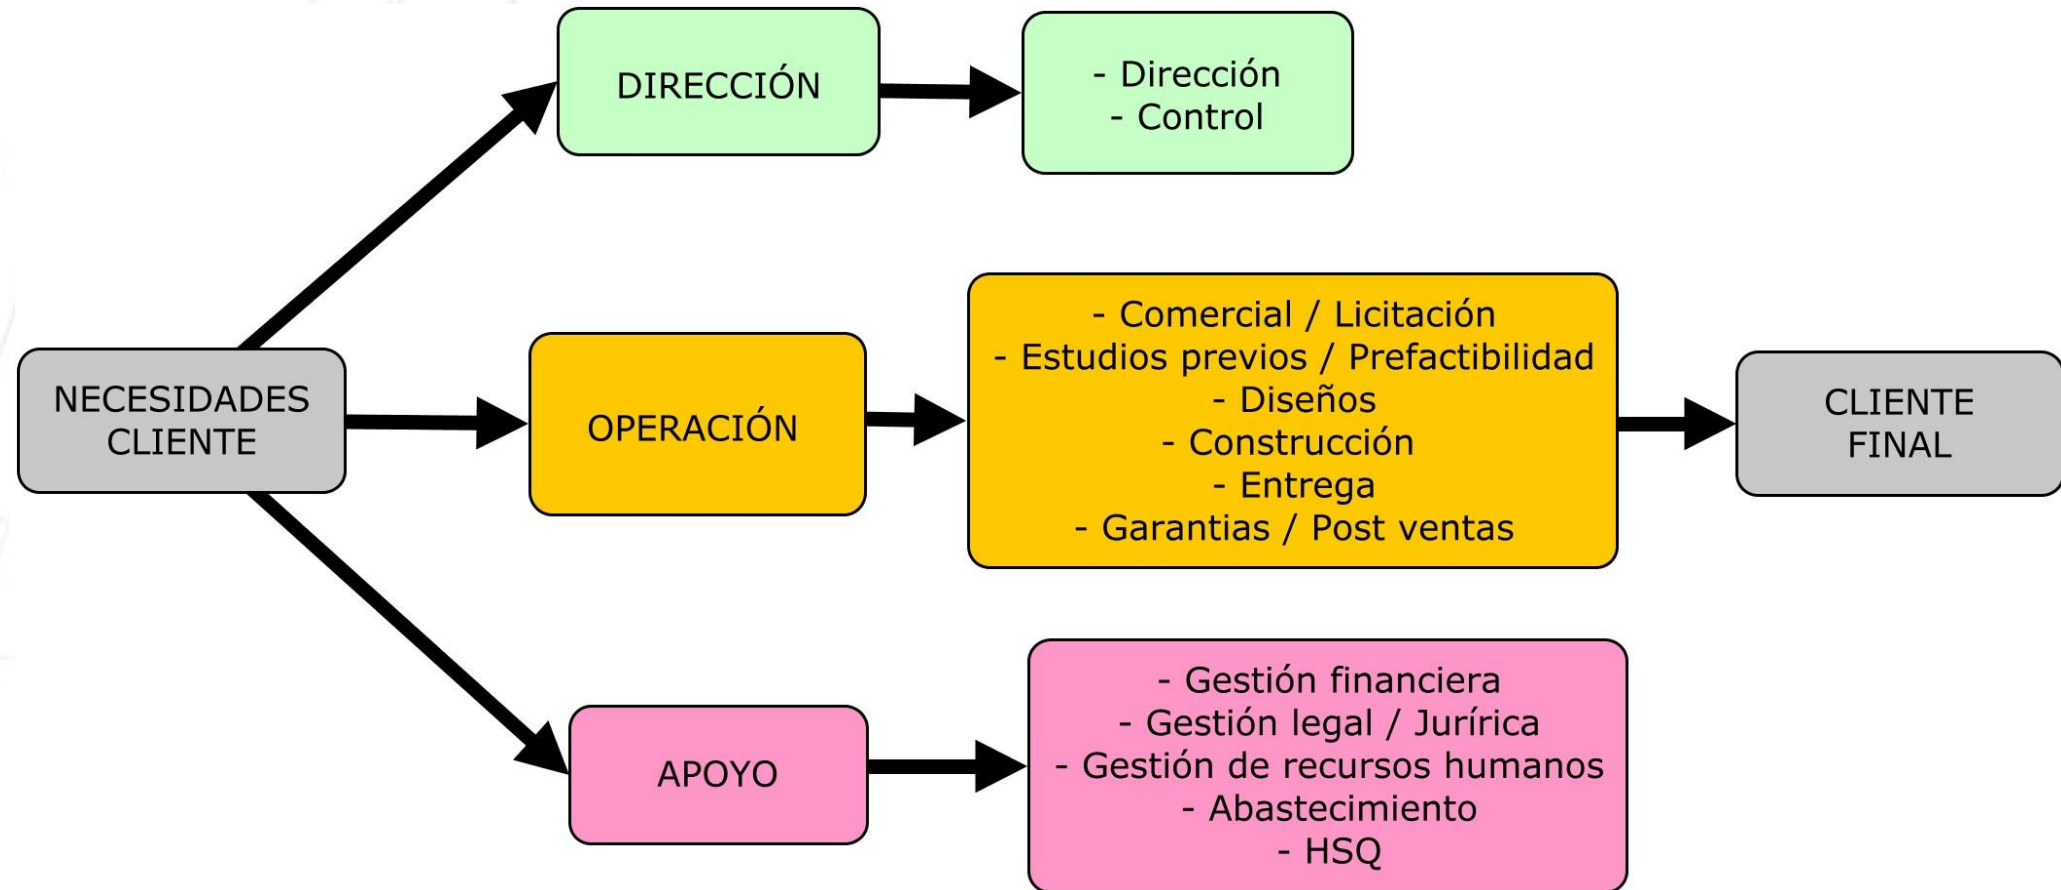 DIRECCIÓN
- Dirección
- Control
NECESIDADES
CLIENTE
OPERACIÓN
- Comercial / Licitación
- Estudios previos / Prefactibilidad
- Diseños
- Construcción
- Entrega
- Garantias / Post ventas
CLIENTE
FINAL
APOYO
- Gestión financiera
- Gestión legal / Jurírica
- Gestión de recursos humanos
- Abastecimiento
- HSQ